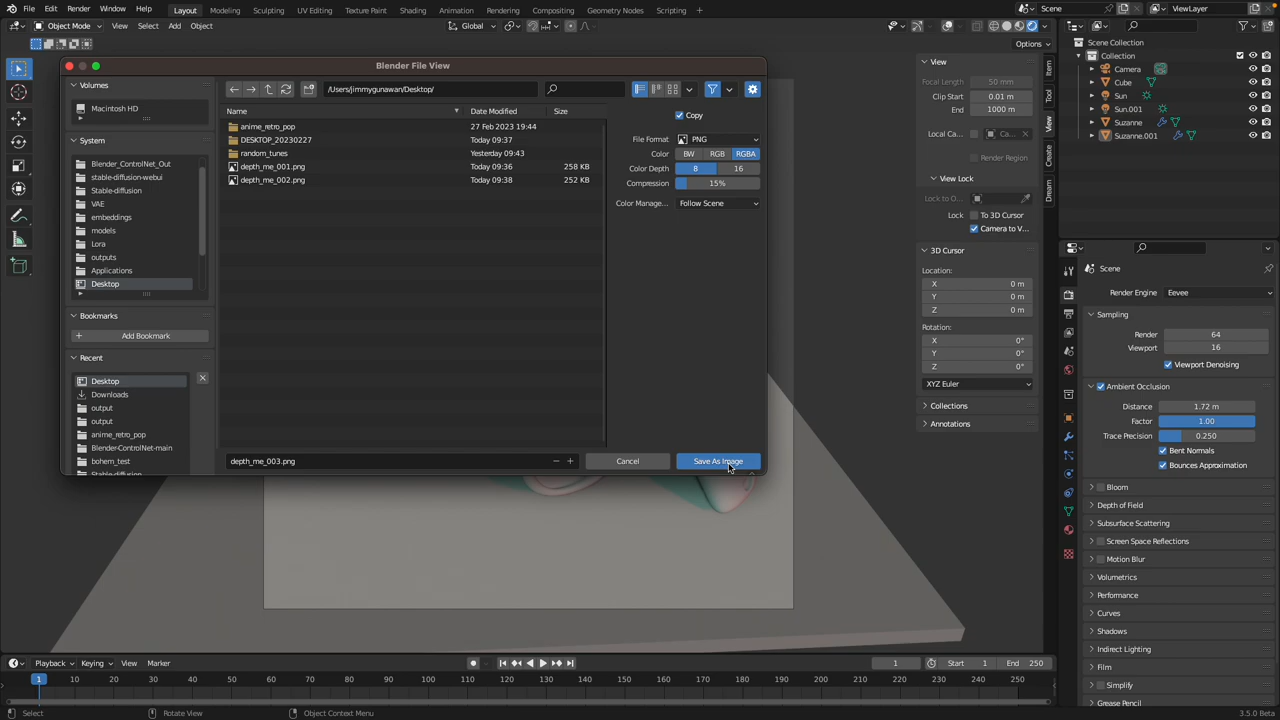 File Edit Render Window Help Layout Modeling Sculpting UV Editing Texture Paint Shading Animation Rendering Compositing Geometry Nodes Scripting Scene ViewLayer
Object Mode View Select Add Object Global
Options
Blender File View
Volumes
Macintosh HD
System
Blender_ControlNet_Out
stable-diffusion-webui
Stable-diffusion
VAE
embeddings
models
Lora
outputs
Applications
Desktop
Bookmarks
Add Bookmark
Recent
Desktop
Downloads
output
output
anime_retro_pop
Blender-ControlNet-main
bohem_test
/Users/jimmygunawan/Desktop/
Name Date Modified Size
anime_retro_pop 27 Feb 2023 19:44
DESKTOP_20230227 Today 09:37
random_tunes Yesterday 09:43
depth_me_001.png Today 09:36 258 KB
depth_me_002.png Today 09:38 252 KB
Copy
File Format PNG
Color BW RGB RGBA
Color Depth 8 16
Compression 15%
Color Manage... Follow Scene
depth_me_003.png
Cancel Save As Image
View
Focal Length 50 mm
Clip Start 0.01 m
End 1000 m
Local Ca... Ca...
Render Region
View Lock
Lock to O...
Lock To 3D Cursor
Camera to V...
3D Cursor
Location:
X 0 m
Y 0 m
Z 0 m
Rotation:
X 0°
Y 0°
Z 0°
XYZ Euler
Collections
Annotations
Item
Tool
View
Create
Dream
Scene Collection
Collection
Camera
Cube
Sun
Sun.001
Suzanne
Suzanne.001
Scene
Render Engine Eevee
Sampling
Render 64
Viewport 16
Viewport Denoising
Ambient Occlusion
Distance 1.72 m
Factor 1.00
Trace Precision 0.250
Bent Normals
Bounces Approximation
Bloom
Depth of Field
Subsurface Scattering
Screen Space Reflections
Motion Blur
Volumetrics
Performance
Curves
Shadows
Indirect Lighting
Film
Simplify
Grease Pencil
Playback Keying View Marker 1 Start 1 End 250
1 10 20 30 40 50 60 70 80 90 100 110 120 130 140 150 160 170 180 190 200 210 220 230 240 250
Select Rotate View Object Context Menu 3.5.0 Beta